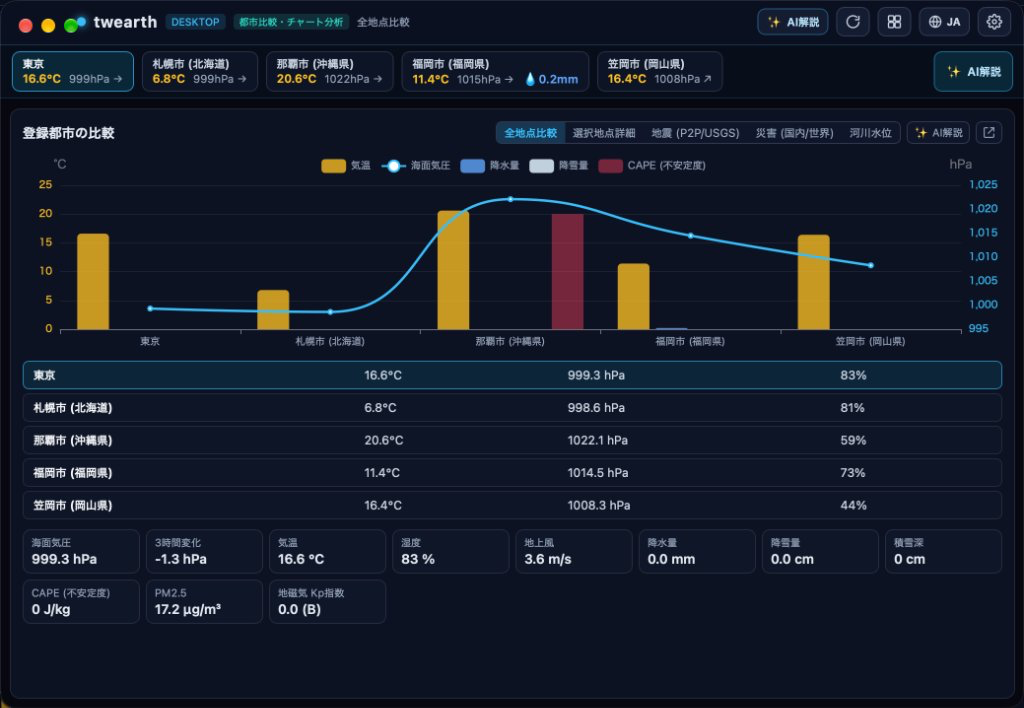 twearth DESKTOP 都市比較・チャート分析 全地点比較 AI解説 JA
東京
16.6°C 999hPa →
札幌市 (北海道)
6.8°C 999hPa →
那覇市 (沖縄県)
20.6°C 1022hPa →
福岡市 (福岡県)
11.4°C 1015hPa → 0.2mm
笠岡市 (岡山県)
16.4°C 1008hPa ↗
AI解説
登録都市の比較
全地点比較 選択地点詳細 地震 (P2P/USGS) 災害 (国内/世界) 河川水位 AI解説
°C 気温 海面気圧 降水量 降雪量 CAPE (不安定度) hPa
25 1,025
20 1,020
15 1,015
10 1,010
5 1,005
1,000
0 995
東京 札幌市 (北海道) 那覇市 (沖縄県) 福岡市 (福岡県) 笠岡市 (岡山県)
東京 16.6°C 999.3 hPa 83%
札幌市 (北海道) 6.8°C 998.6 hPa 81%
那覇市 (沖縄県) 20.6°C 1022.1 hPa 59%
福岡市 (福岡県) 11.4°C 1014.5 hPa 73%
笠岡市 (岡山県) 16.4°C 1008.3 hPa 44%
海面気圧 3時間変化 気温 湿度 地上風 降水量 降雪量 積雪深
999.3 hPa -1.3 hPa 16.6 °C 83 % 3.6 m/s 0.0 mm 0.0 cm 0 cm
CAPE (不安定度) PM2.5 地磁気 Kp指数
0 J/kg 17.2 µg/m³ 0.0 (B)